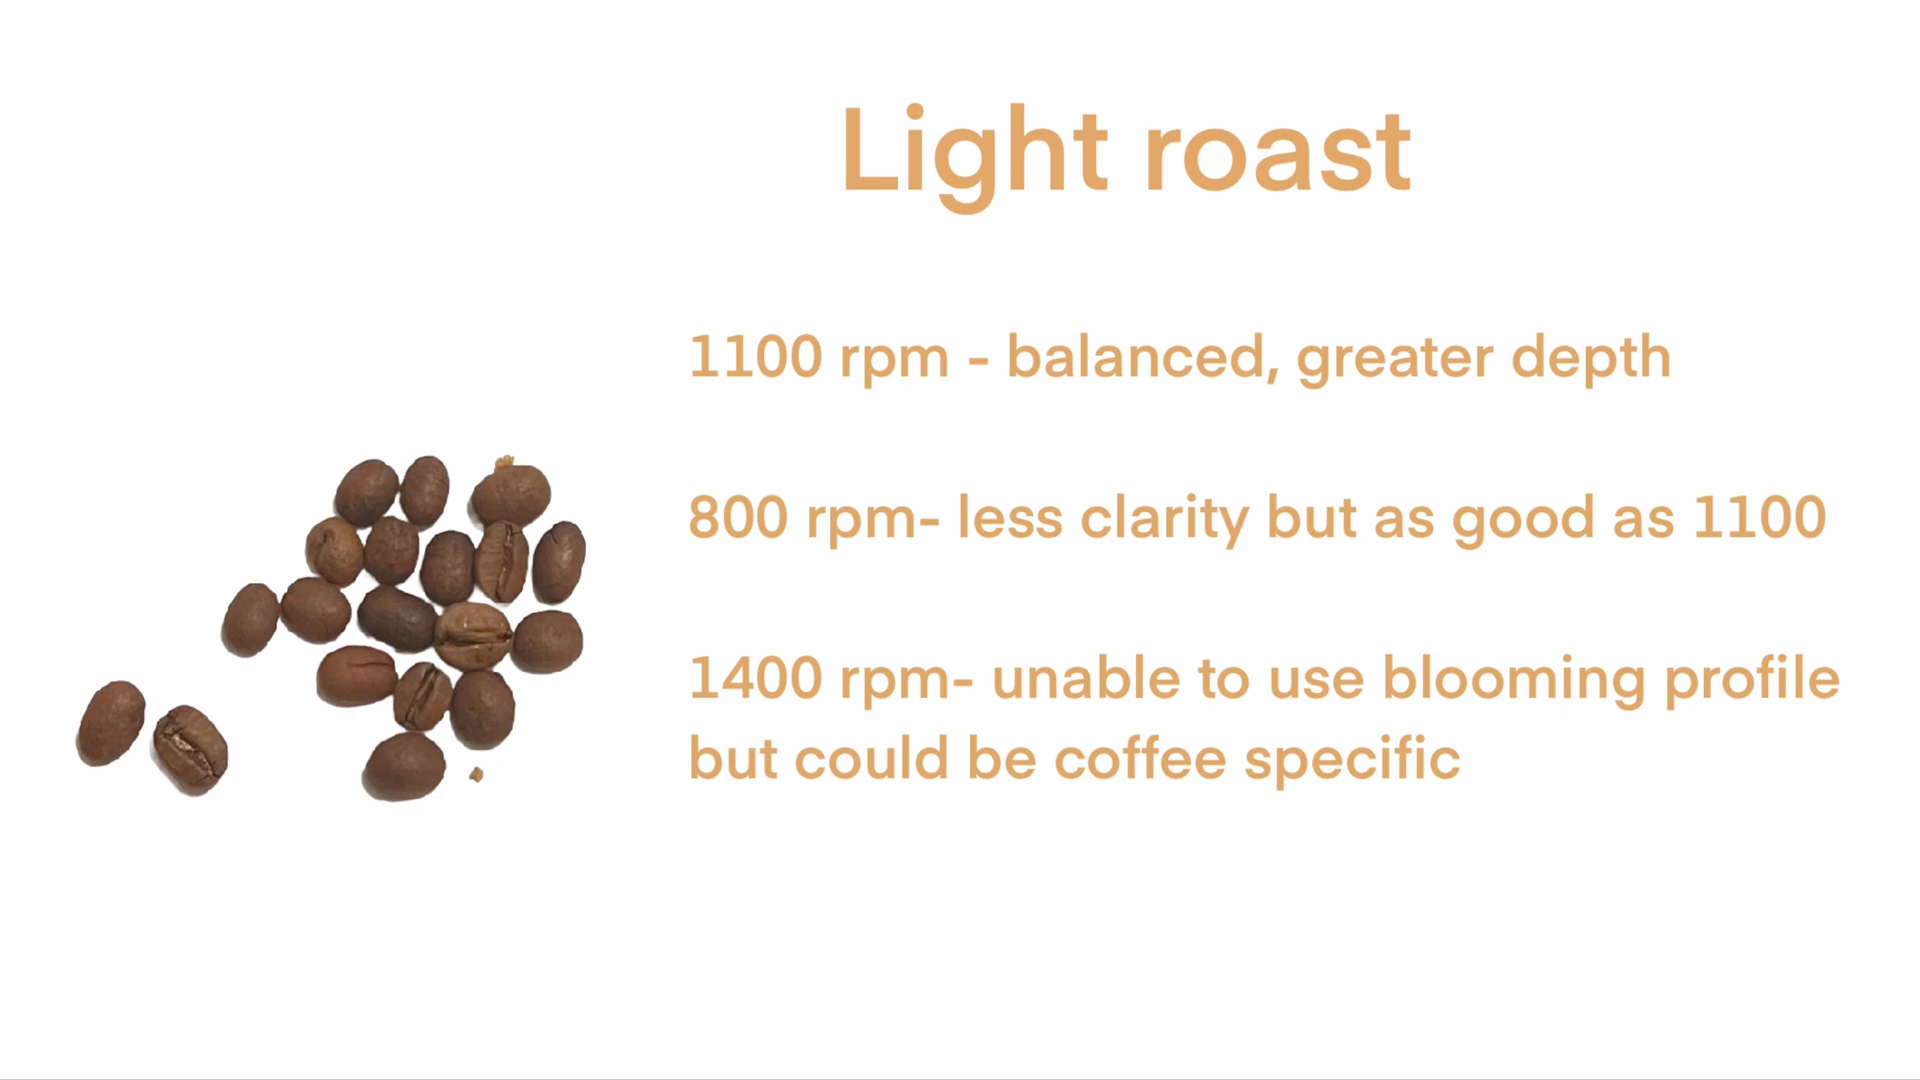 Light roast
1100 rpm - balanced, greater depth
800 rpm- less clarity but as good as 1100
1400 rpm- unable to use blooming profile
but could be coffee specific